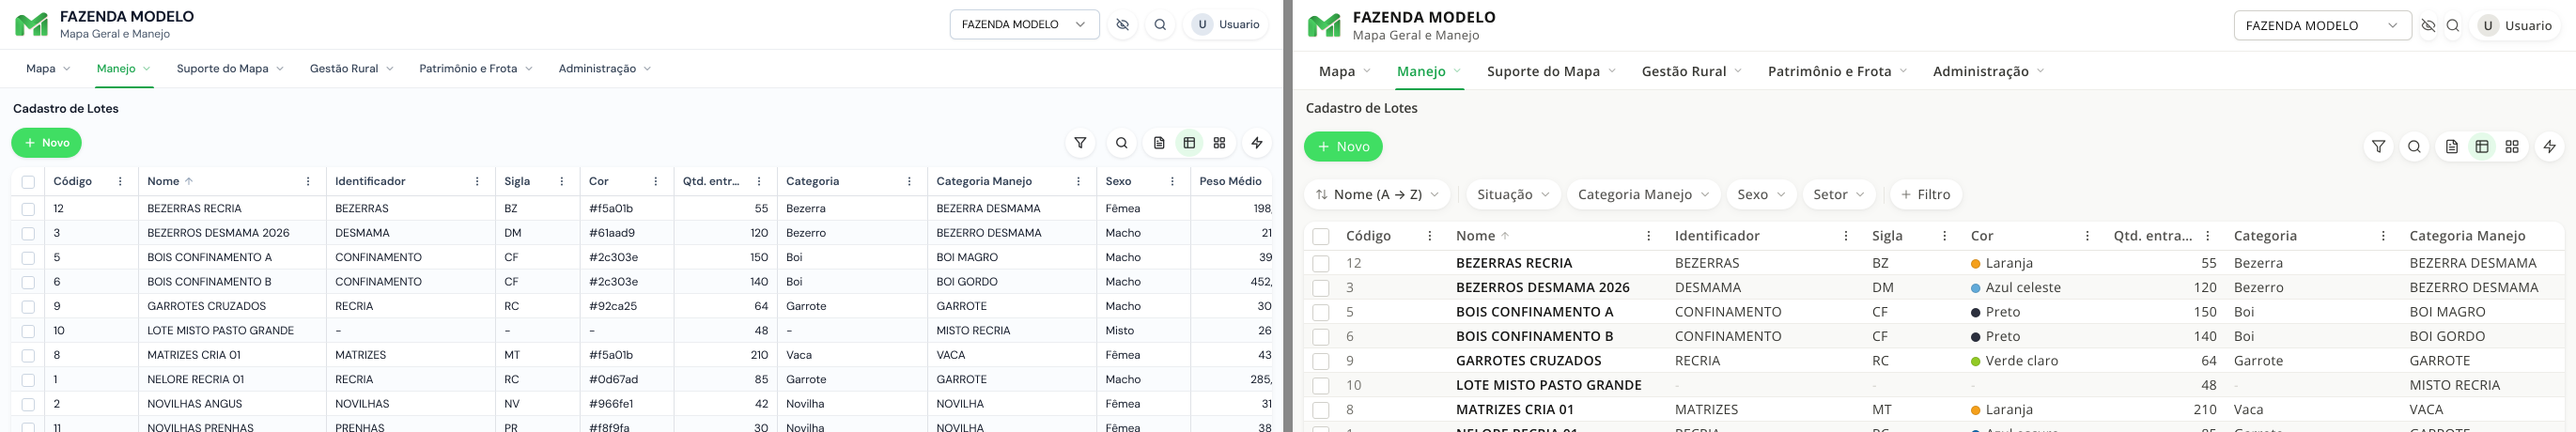 FAZENDA MODELO
Mapa Geral e Manejo
FAZENDA MODELO
U Usuario
Mapa Manejo Suporte do Mapa Gestão Rural Patrimônio e Frota Administração
Cadastro de Lotes
+ Novo
Código Nome ↑ Identificador Sigla Cor Qtd. entr... Categoria Categoria Manejo Sexo Peso Médio
12 BEZERRAS RECRIA BEZERRAS BZ #f5a01b 55 Bezerra BEZERRA DESMAMA Fêmea 198,
3 BEZERROS DESMAMA 2026 DESMAMA DM #61aad9 120 Bezerro BEZERRO DESMAMA Macho 21
5 BOIS CONFINAMENTO A CONFINAMENTO CF #2c303e 150 Boi BOI MAGRO Macho 39
6 BOIS CONFINAMENTO B CONFINAMENTO CF #2c303e 140 Boi BOI GORDO Macho 452,
9 GARROTES CRUZADOS RECRIA RC #92ca25 64 Garrote GARROTE Macho 30
10 LOTE MISTO PASTO GRANDE - - - 48 - MISTO RECRIA Misto 26
8 MATRIZES CRIA 01 MATRIZES MT #f5a01b 210 Vaca VACA Fêmea 43
1 NELORE RECRIA 01 RECRIA RC #0d67ad 85 Garrote GARROTE Macho 285,
2 NOVILHAS ANGUS NOVILHAS NV #966fe1 42 Novilha NOVILHA Fêmea 31
11 NOVILHAS PRENHAS PRENHAS PR #f8f9fa 30 Novilha NOVILHA Fêmea 38
FAZENDA MODELO
Mapa Geral e Manejo
FAZENDA MODELO
U Usuario
Mapa Manejo Suporte do Mapa Gestão Rural Patrimônio e Frota Administração
Cadastro de Lotes
+ Novo
Nome (A → Z) Situação Categoria Manejo Sexo Setor + Filtro
Código Nome ↑ Identificador Sigla Cor Qtd. entra... Categoria Categoria Manejo
12 BEZERRAS RECRIA BEZERRAS BZ Laranja 55 Bezerra BEZERRA DESMAMA
3 BEZERROS DESMAMA 2026 DESMAMA DM Azul celeste 120 Bezerro BEZERRO DESMAMA
5 BOIS CONFINAMENTO A CONFINAMENTO CF Preto 150 Boi BOI MAGRO
6 BOIS CONFINAMENTO B CONFINAMENTO CF Preto 140 Boi BOI GORDO
9 GARROTES CRUZADOS RECRIA RC Verde claro 64 Garrote GARROTE
10 LOTE MISTO PASTO GRANDE - - - 48 - MISTO RECRIA
8 MATRIZES CRIA 01 MATRIZES MT Laranja 210 Vaca VACA